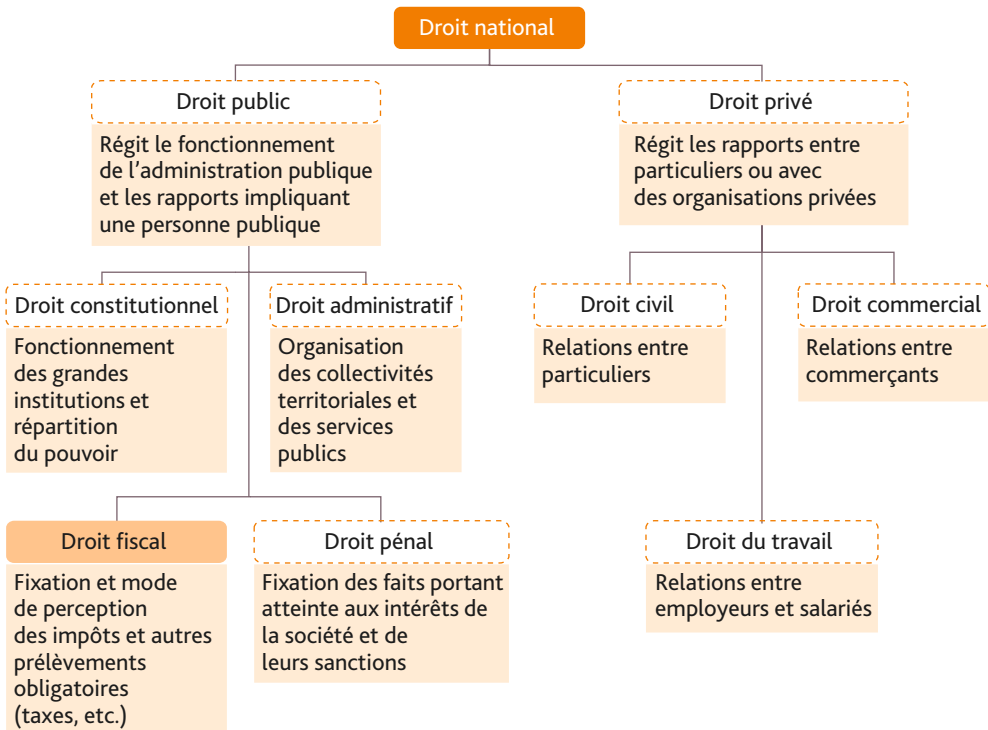 Droit national
Droit public
Régit le fonctionnement
de l'administration publique
et les rapports impliquant
une personne publique
Droit privé
Régit les rapports entre
particuliers ou avec
des organisations privées
Droit constitutionnel
Fonctionnement
des grandes
institutions et
répartition
du pouvoir
Droit administratif
Organisation
des collectivités
territoriales et
des services
publics
Droit civil
Relations entre
particuliers
Droit commercial
Relations entre
commerçants
Droit fiscal
Fixation et mode
de perception
des impôts et autres
prélèvements
obligatoires
(taxes, etc.)
Droit pénal
Fixation des faits portant
atteinte aux intérêts de
la société et de
leurs sanctions
Droit du travail
Relations entre
employeurs et salariés